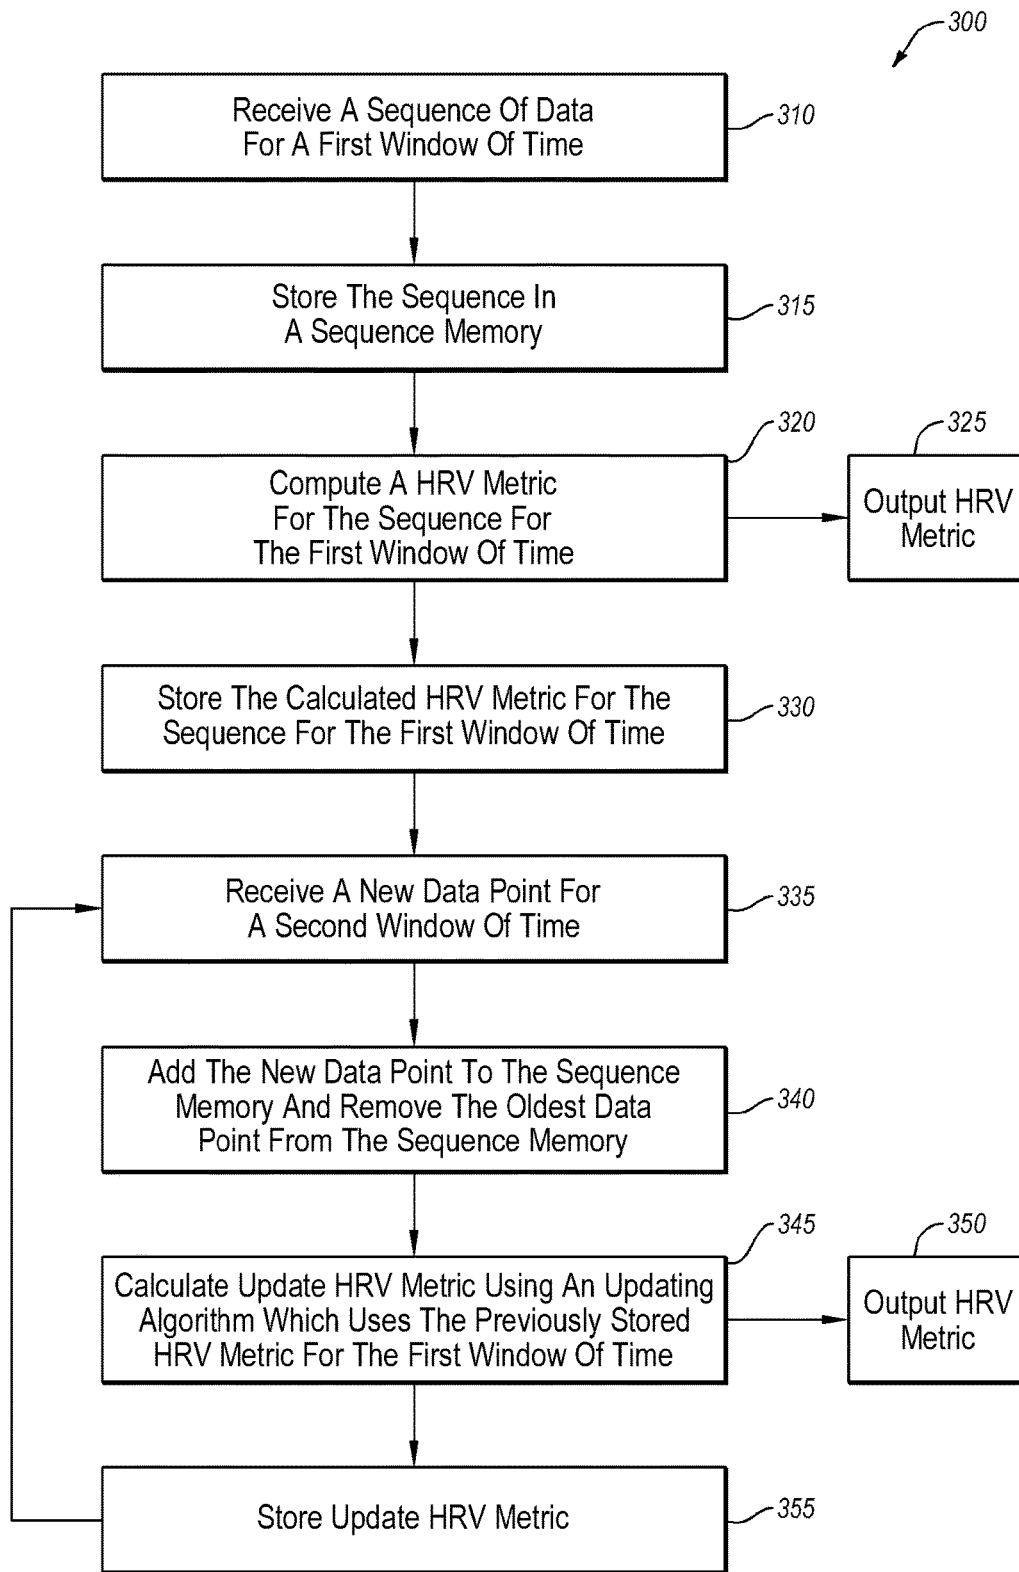 300
Receive A Sequence Of Data
For A First Window Of Time
310
Store The Sequence In
A Sequence Memory
315
Compute A HRV Metric
For The Sequence For
The First Window Of Time
320
Output HRV
Metric
325
Store The Calculated HRV Metric For The
Sequence For The First Window Of Time
330
Receive A New Data Point For
A Second Window Of Time
335
Add The New Data Point To The Sequence
Memory And Remove The Oldest Data
Point From The Sequence Memory
340
Calculate Update HRV Metric Using An Updating
Algorithm Which Uses The Previously Stored
HRV Metric For The First Window Of Time
345
Output HRV
Metric
350
Store Update HRV Metric
355